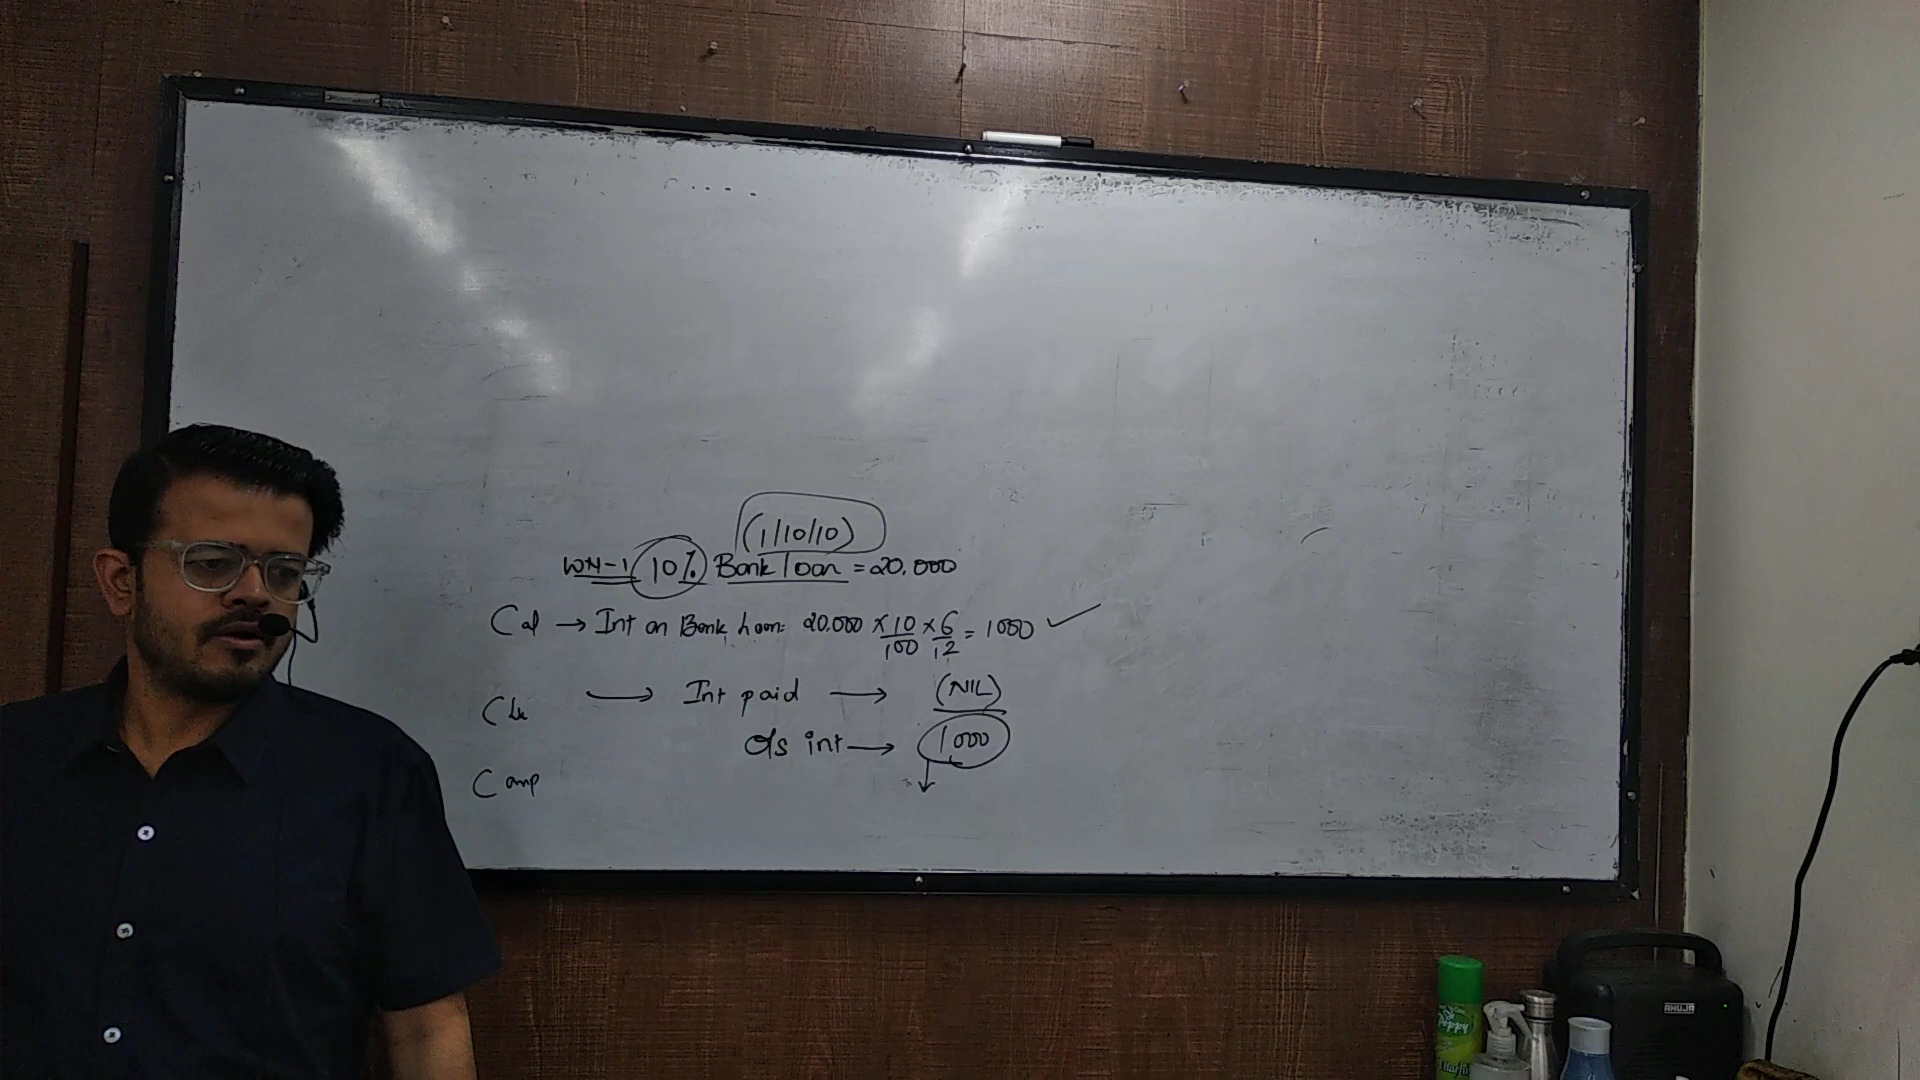 (1/10/10)
WN-1 10% Bank loan = 20,000
Cal → Int on Bank Loan: 20,000 × 10/100 × 6/12 = 1000 ✓
→ Int paid → (NIL)
O/s int → 1000
Comp
AHUJA